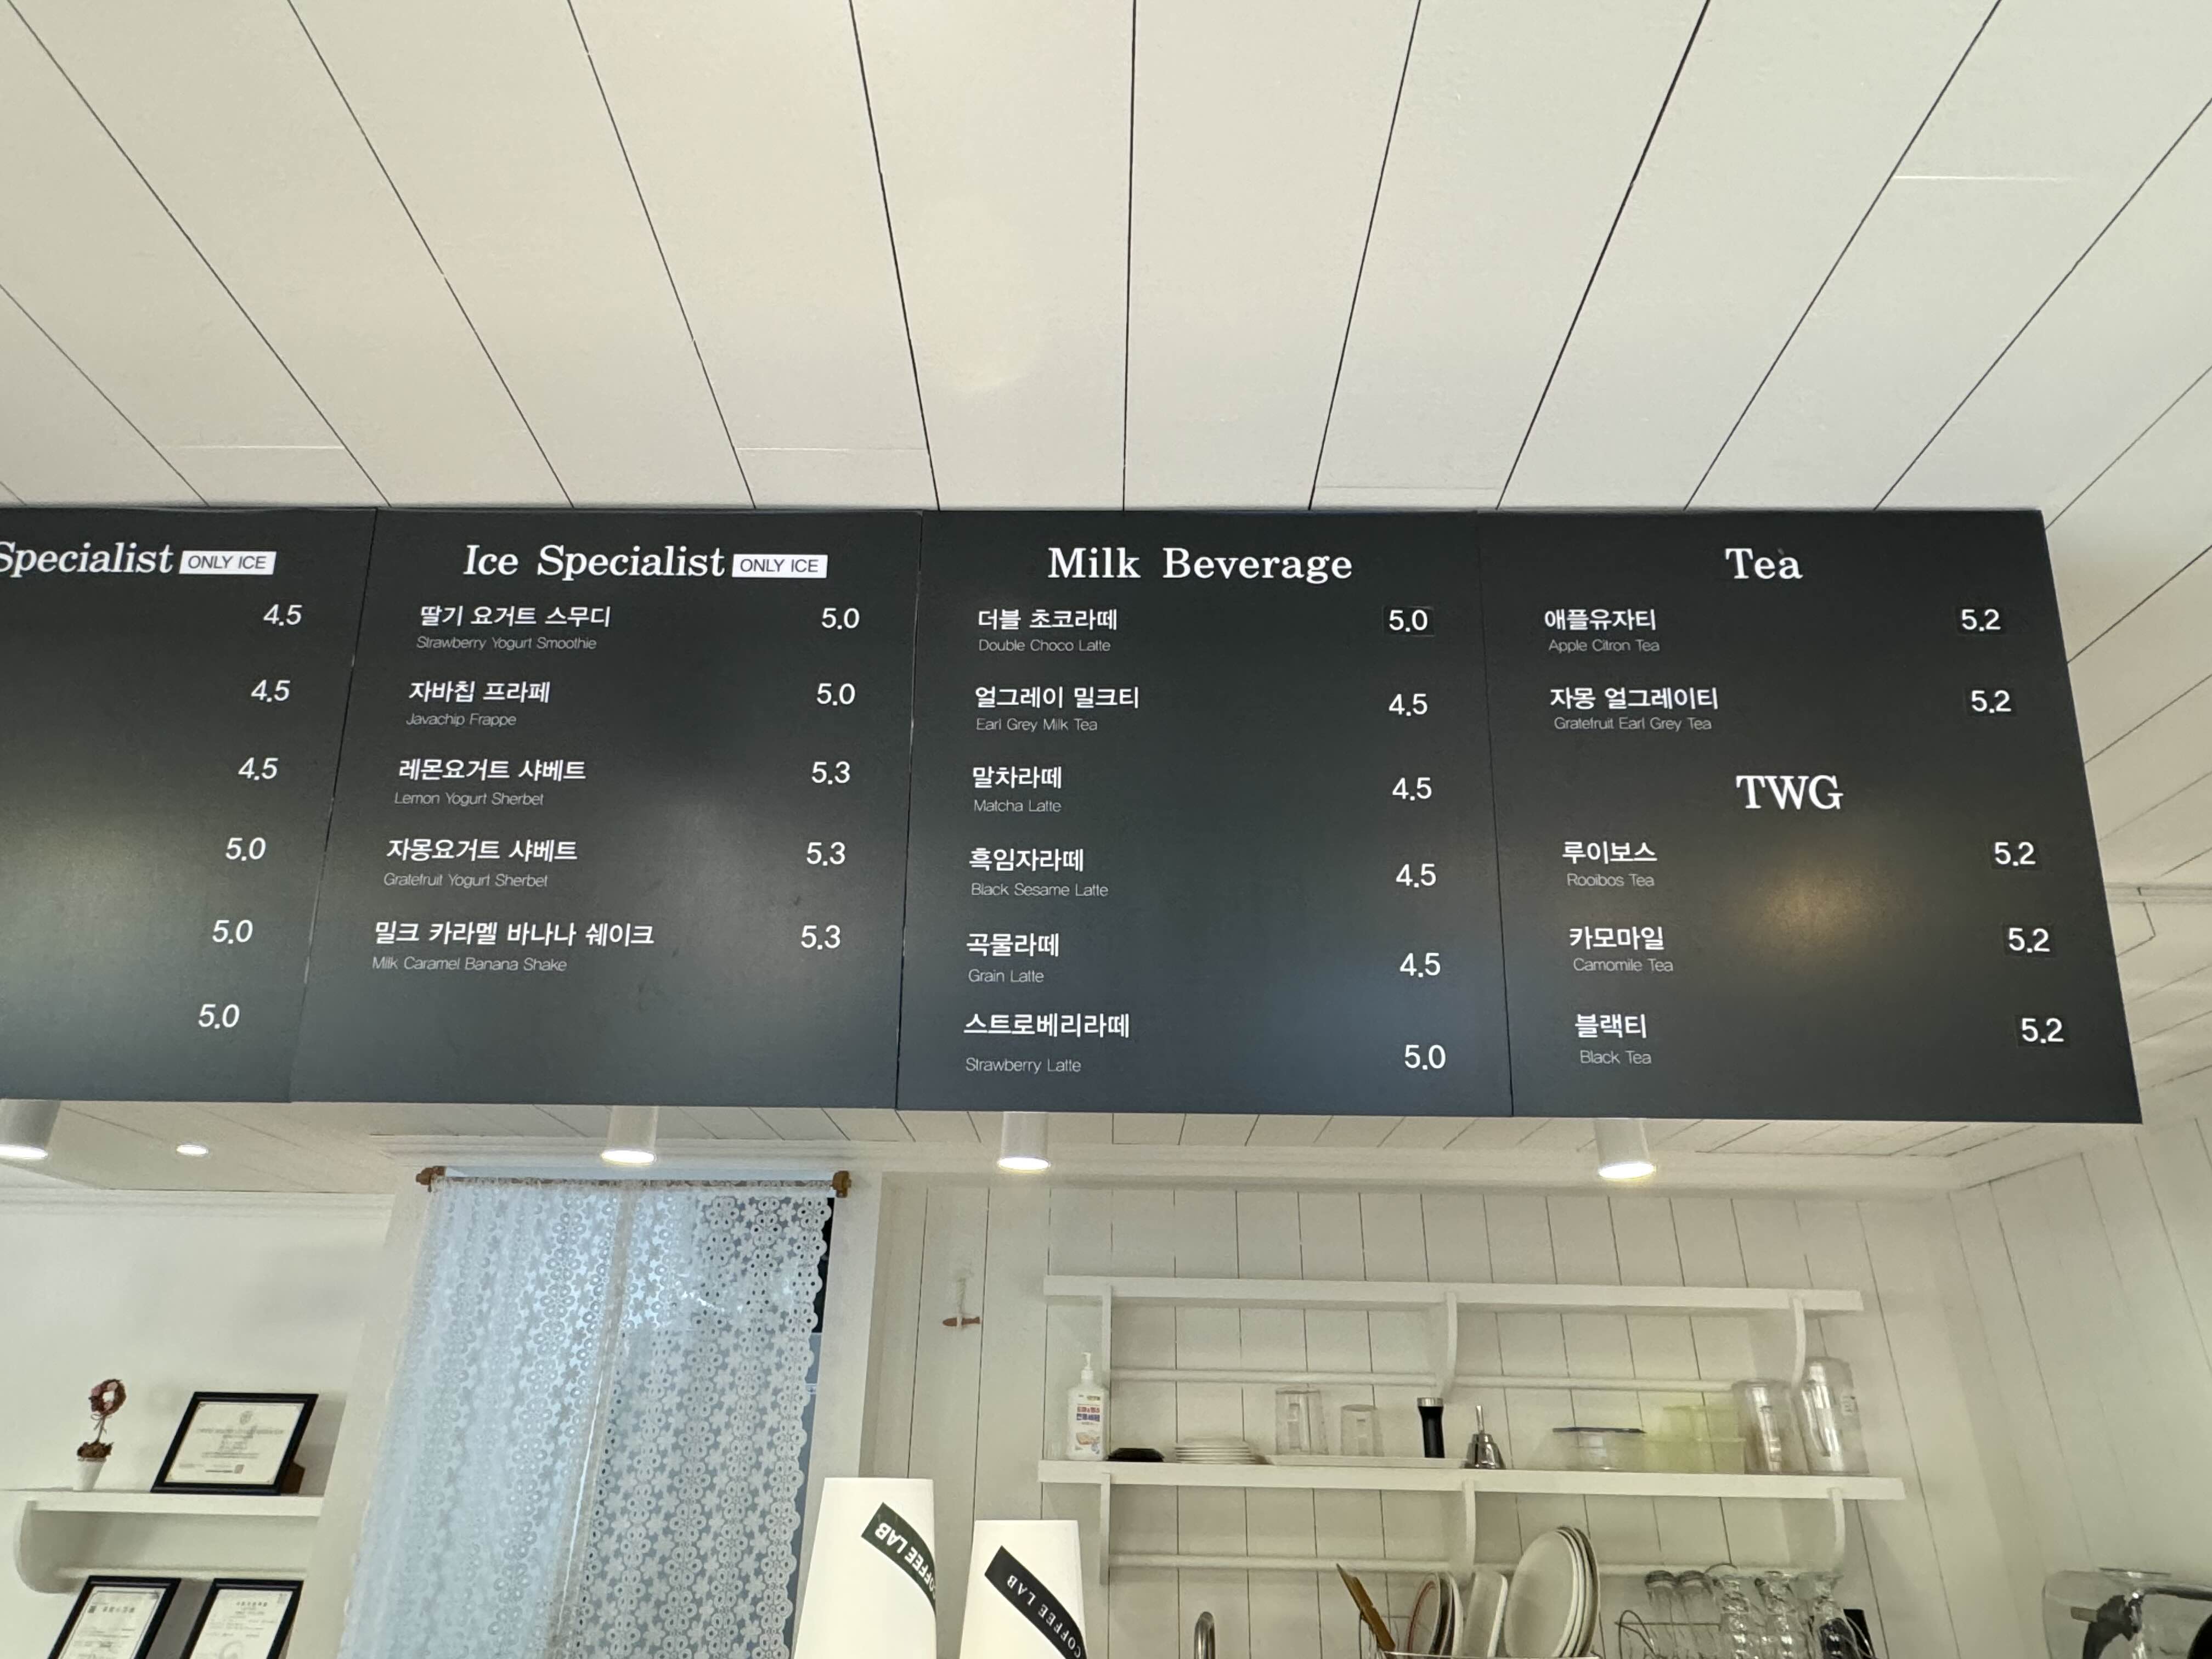 Specialist ONLY ICE
4.5
4.5
4.5
5.0
5.0
5.0
Ice Specialist ONLY ICE
딸기 요거트 스무디 5.0
Strawberry Yogurt Smoothie
자바칩 프라페 5.0
Javachip Frappe
레몬요거트 샤베트 5.3
Lemon Yogurt Sherbet
자몽요거트 샤베트 5.3
Gratefruit Yogurt Sherbet
밀크 카라멜 바나나 쉐이크 5.3
Milk Caramel Banana Shake
Milk Beverage
더블 초코라떼 5.0
Double Choco Latte
얼그레이 밀크티 4.5
Earl Grey Milk Tea
말차라떼 4.5
Matcha Latte
흑임자라떼 4.5
Black Sesame Latte
곡물라떼 4.5
Grain Latte
스트로베리라떼
Strawberry Latte 5.0
Tea
애플유자티 5.2
Apple Citron Tea
자몽 얼그레이티 5.2
Gratefruit Earl Grey Tea
TWG
루이보스 5.2
Rooibos Tea
카모마일 5.2
Camomile Tea
블랙티 5.2
Black Tea
COFFEE LAB
COFFEE LAB